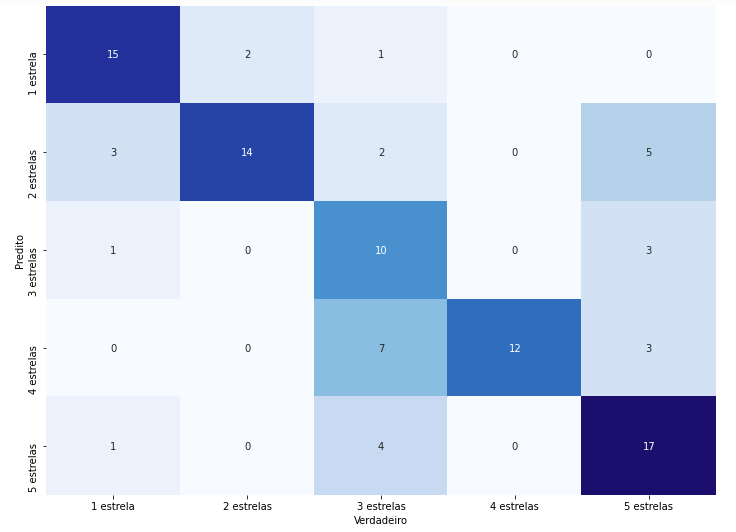 1 estrela
15 2 1 0 0
2 estrelas
3 14 2 0 5
Predito
3 estrelas
1 0 10 0 3
4 estrelas
0 0 7 12 3
5 estrelas
1 0 4 0 17
1 estrela 2 estrelas 3 estrelas 4 estrelas 5 estrelas
Verdadeiro